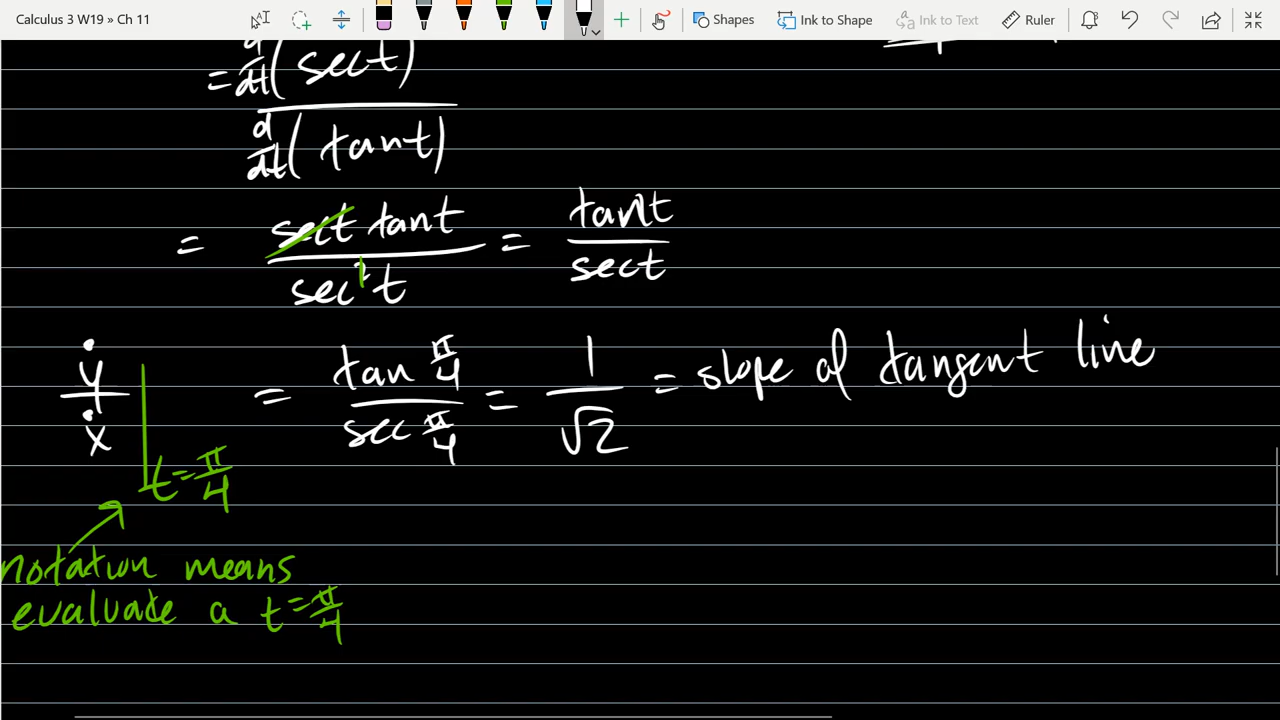 Calculus 3 W19 » Ch 11
Shapes
Ink to Shape
Ink to Text
Ruler
= d/dt (sect)
d/dt (tant)
= sect tant / sec²t = tant / sect
ẏ/ẋ | t=π/4 = tan π/4 / sec π/4 = 1/√2 = slope of tangent line
notation means
evaluate a t=π/4